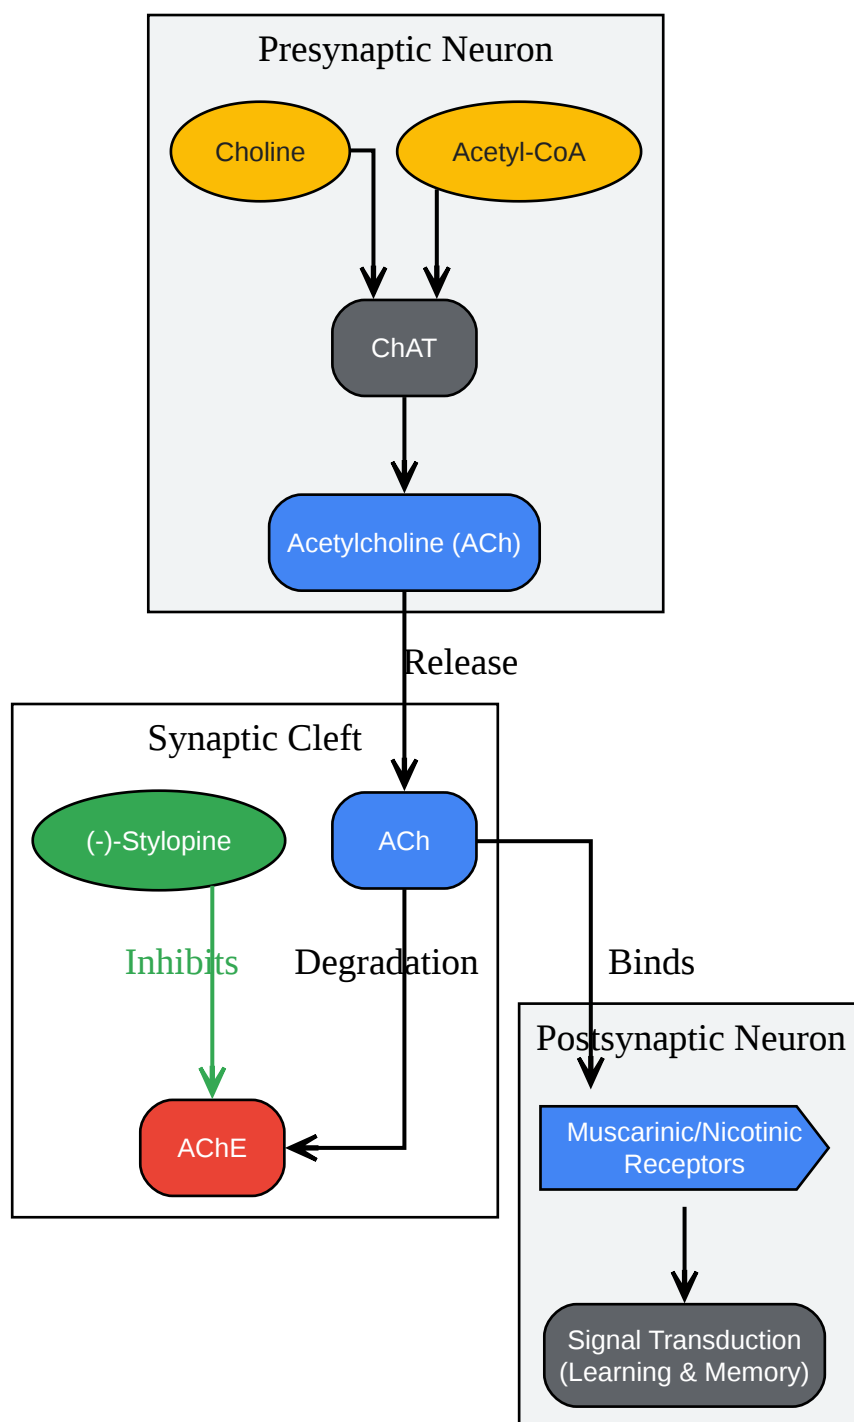 Presynaptic Neuron
Choline
Acetyl-CoA
ChAT
Acetylcholine (ACh)
Release
Synaptic Cleft
(-)-Stylopine
ACh
Inhibits
Degradation
Binds
Postsynaptic Neuron
AChE
Muscarinic/Nicotinic
Receptors
Signal Transduction
(Learning & Memory)